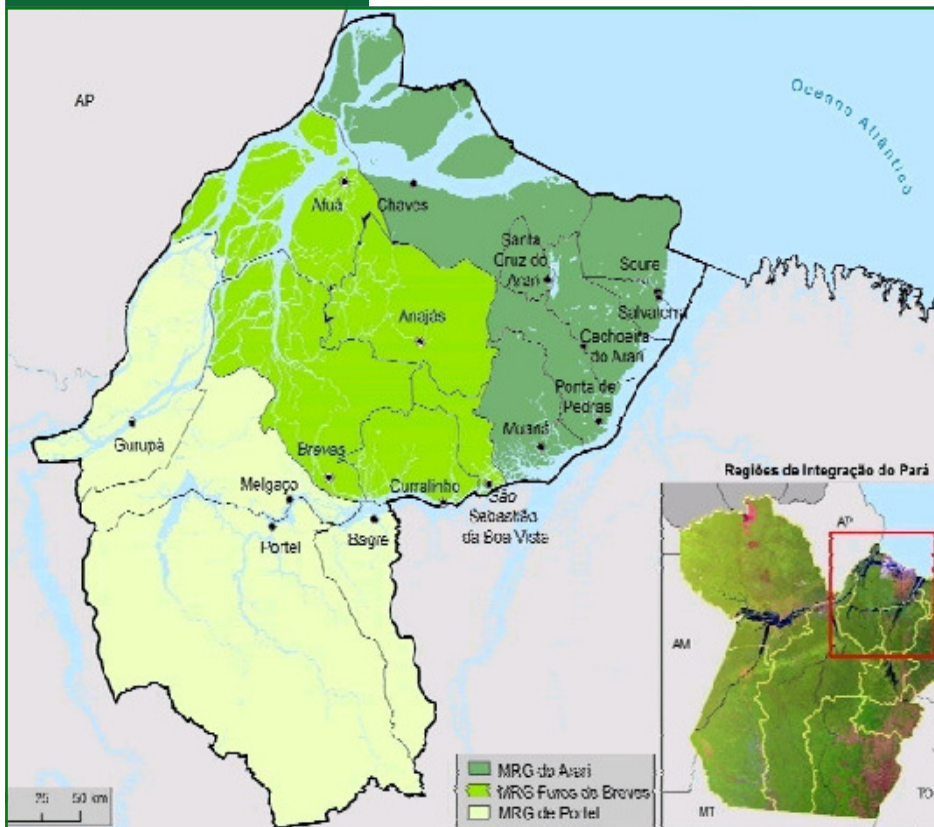 AP
Oceano Atlântico
Afuá
Chaves
Santa
Cruz do
Arari
Soure
Salvaterra
Anajás
Cachoeira
do Arari
Ponta de
Pedras
Muaná
Gurupá
Breves
Melgaço
Curralinho
São
Sebastião
da Boa Vista
Portel
Bagre
Regiões de Integração do Pará
AP
AM
MT
TO
MRG do Arari
MRG Furos de Breves
MRG de Portel
25 50 km